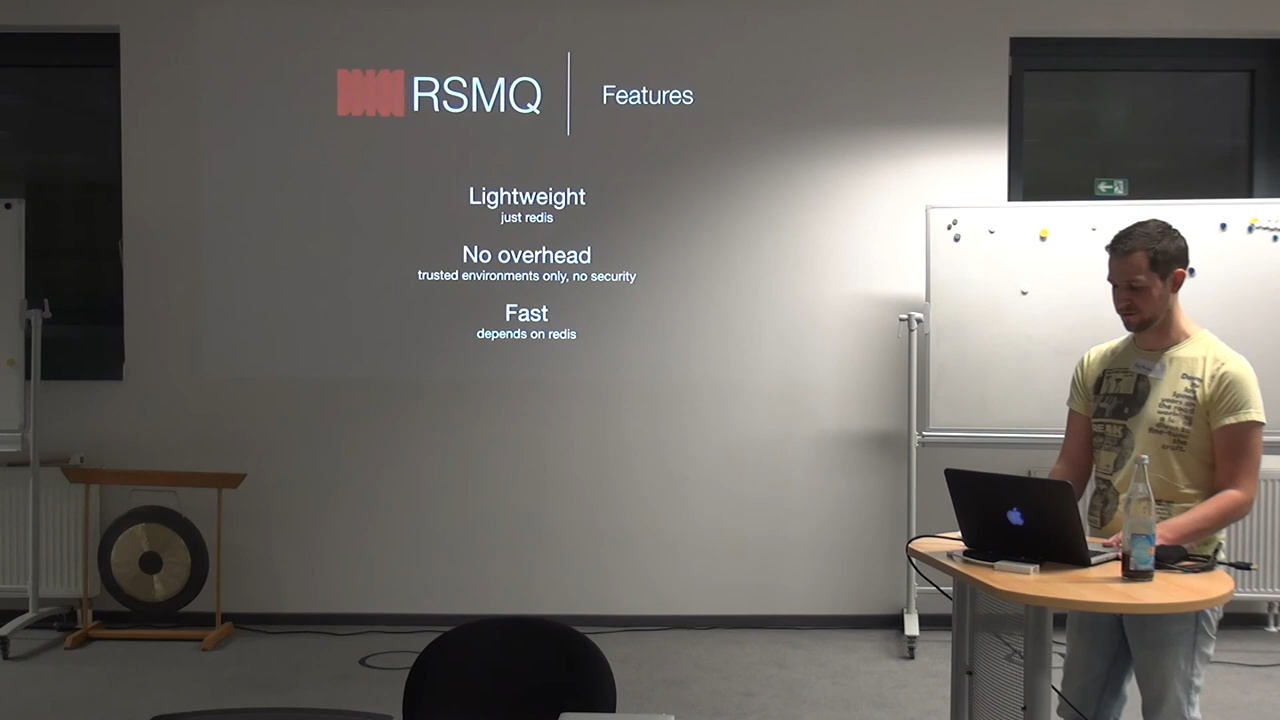 RSMQ
Features
Lightweight
just redis
No overhead
trusted environments only, no security
Fast
depends on redis